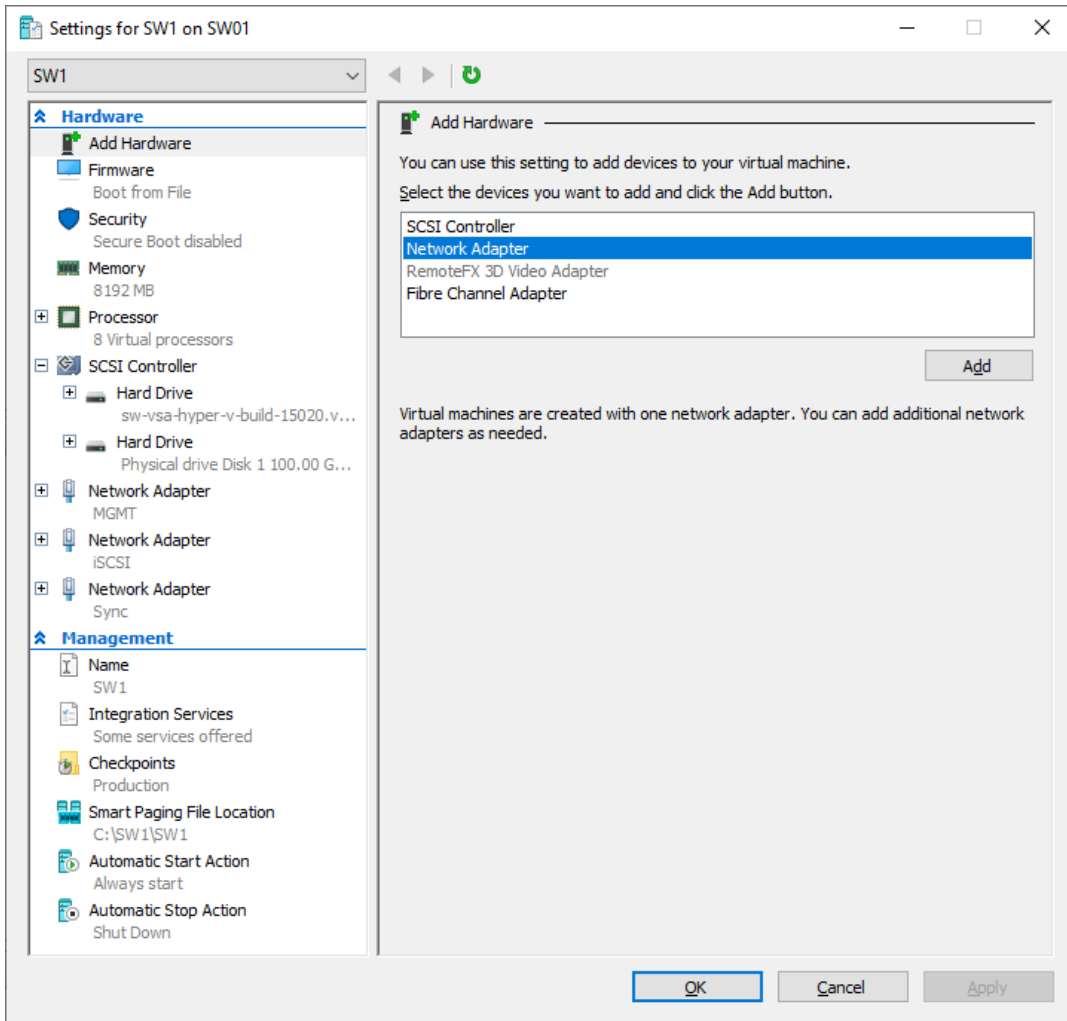 Settings for SW1 on SW01
SW1
Hardware
Add Hardware
Firmware
Boot from File
Security
Secure Boot disabled
Memory
8192 MB
Processor
8 Virtual processors
SCSI Controller
Hard Drive
sw-vsa-hyper-v-build-15020.v...
Hard Drive
Physical drive Disk 1 100.00 G...
Network Adapter
MGMT
Network Adapter
iSCSI
Network Adapter
Sync
Management
Name
SW1
Integration Services
Some services offered
Checkpoints
Production
Smart Paging File Location
C:\SW1\SW1
Automatic Start Action
Always start
Automatic Stop Action
Shut Down
Add Hardware
You can use this setting to add devices to your virtual machine.
Select the devices you want to add and click the Add button.
SCSI Controller
Network Adapter
RemoteFX 3D Video Adapter
Fibre Channel Adapter
Add
Virtual machines are created with one network adapter. You can add additional network
adapters as needed.
OK
Cancel
Apply